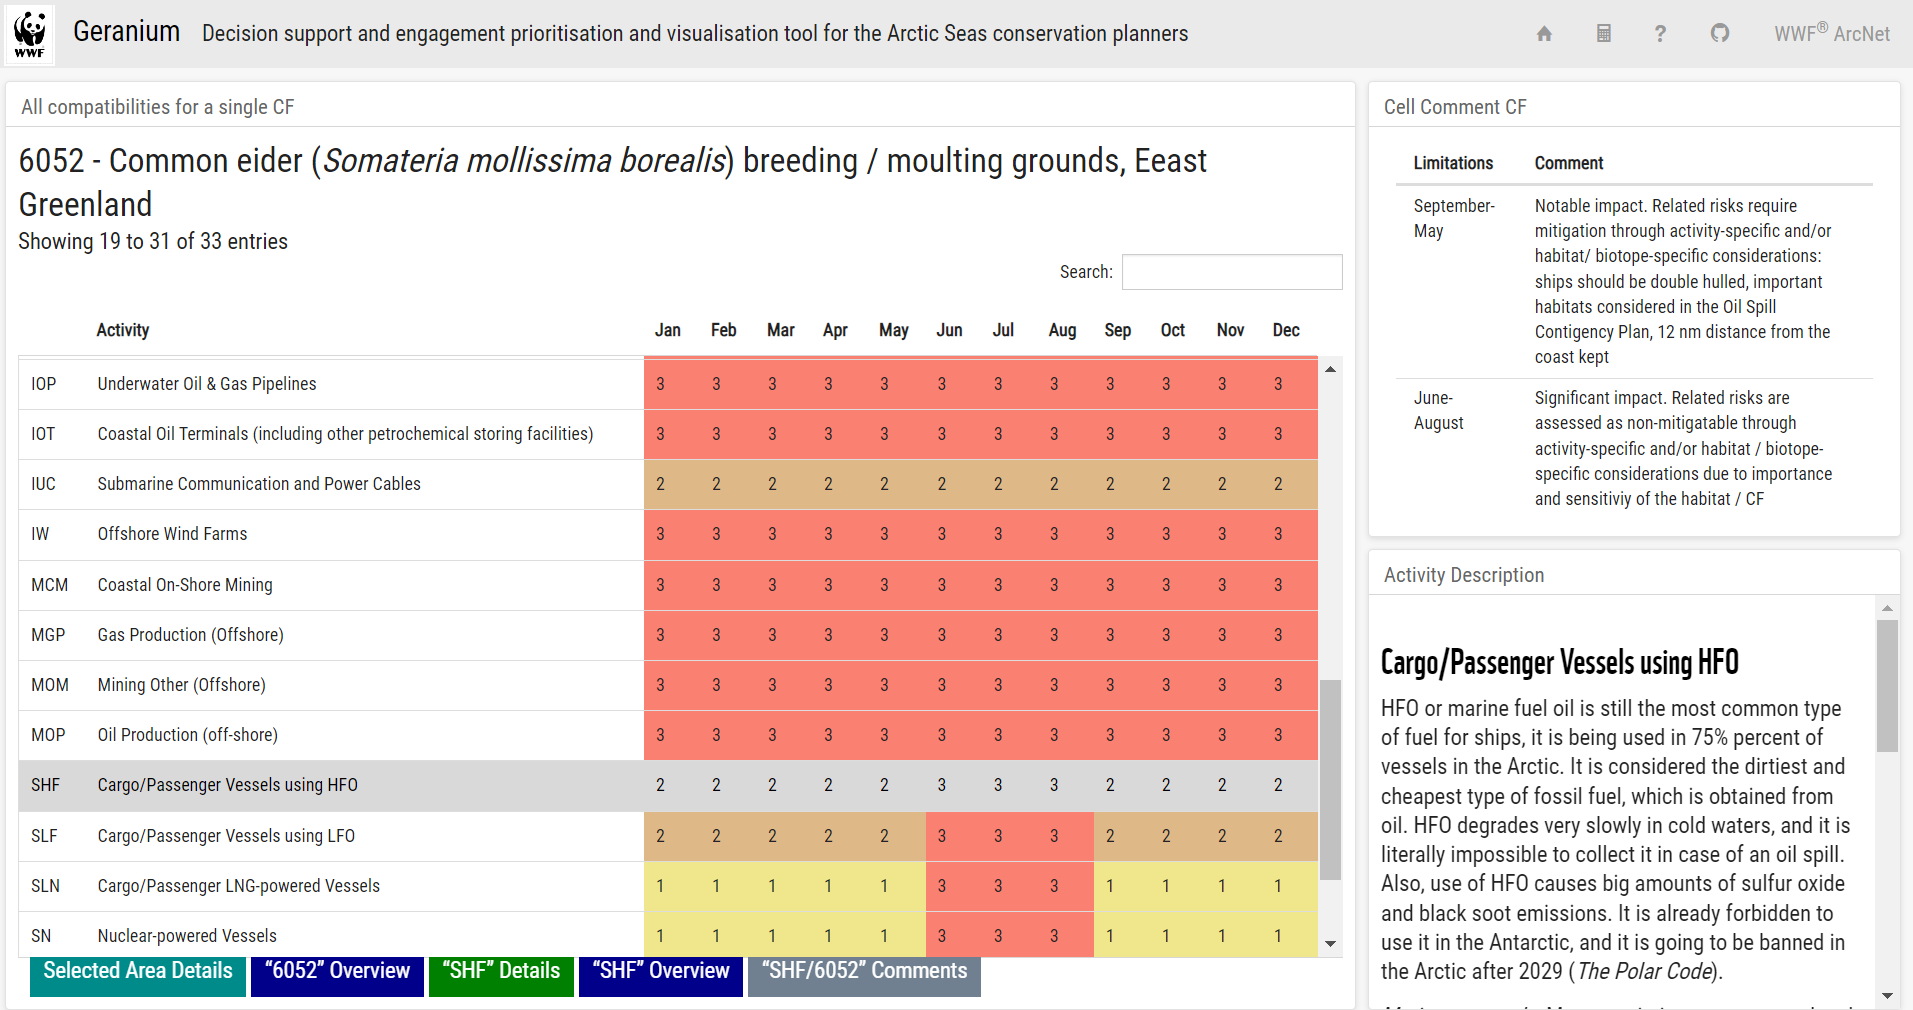 WWF
Geranium Decision support and engagement prioritisation and visualisation tool for the Arctic Seas conservation planners
? WWF® ArcNet
All compatibilities for a single CF
6052 - Common eider (Somateria mollissima borealis) breeding / moulting grounds, Eeast
Greenland
Showing 19 to 31 of 33 entries
Search:
Activity Jan Feb Mar Apr May Jun Jul Aug Sep Oct Nov Dec
IOP Underwater Oil & Gas Pipelines 3 3 3 3 3 3 3 3 3 3 3 3
IOT Coastal Oil Terminals (including other petrochemical storing facilities) 3 3 3 3 3 3 3 3 3 3 3 3
IUC Submarine Communication and Power Cables 2 2 2 2 2 2 2 2 2 2 2 2
IW Offshore Wind Farms 3 3 3 3 3 3 3 3 3 3 3 3
MCM Coastal On-Shore Mining 3 3 3 3 3 3 3 3 3 3 3 3
MGP Gas Production (Offshore) 3 3 3 3 3 3 3 3 3 3 3 3
MOM Mining Other (Offshore) 3 3 3 3 3 3 3 3 3 3 3 3
MOP Oil Production (off-shore) 3 3 3 3 3 3 3 3 3 3 3 3
SHF Cargo/Passenger Vessels using HFO 2 2 2 2 2 3 3 3 2 2 2 2
SLF Cargo/Passenger Vessels using LFO 2 2 2 2 2 3 3 3 2 2 2 2
SLN Cargo/Passenger LNG-powered Vessels 1 1 1 1 1 3 3 3 1 1 1 1
SN Nuclear-powered Vessels 1 1 1 1 1 3 3 3 1 1 1 1
Selected Area Details “6052” Overview “SHF” Details “SHF” Overview “SHF/6052” Comments
Cell Comment CF
Limitations Comment
September- Notable impact. Related risks require
May mitigation through activity-specific and/or
habitat/ biotope-specific considerations:
ships should be double hulled, important
habitats considered in the Oil Spill
Contigency Plan, 12 nm distance from the
coast kept
June- Significant impact. Related risks are
August assessed as non-mitigatable through
activity-specific and/or habitat / biotope-
specific considerations due to importance
and sensitiviy of the habitat / CF
Activity Description
Cargo/Passenger Vessels using HFO
HFO or marine fuel oil is still the most common type
of fuel for ships, it is being used in 75% percent of
vessels in the Arctic. It is considered the dirtiest and
cheapest type of fossil fuel, which is obtained from
oil. HFO degrades very slowly in cold waters, and it is
literally impossible to collect it in case of an oil spill.
Also, use of HFO causes big amounts of sulfur oxide
and black soot emissions. It is already forbidden to
use it in the Antarctic, and it is going to be banned in
the Arctic after 2029 (The Polar Code).